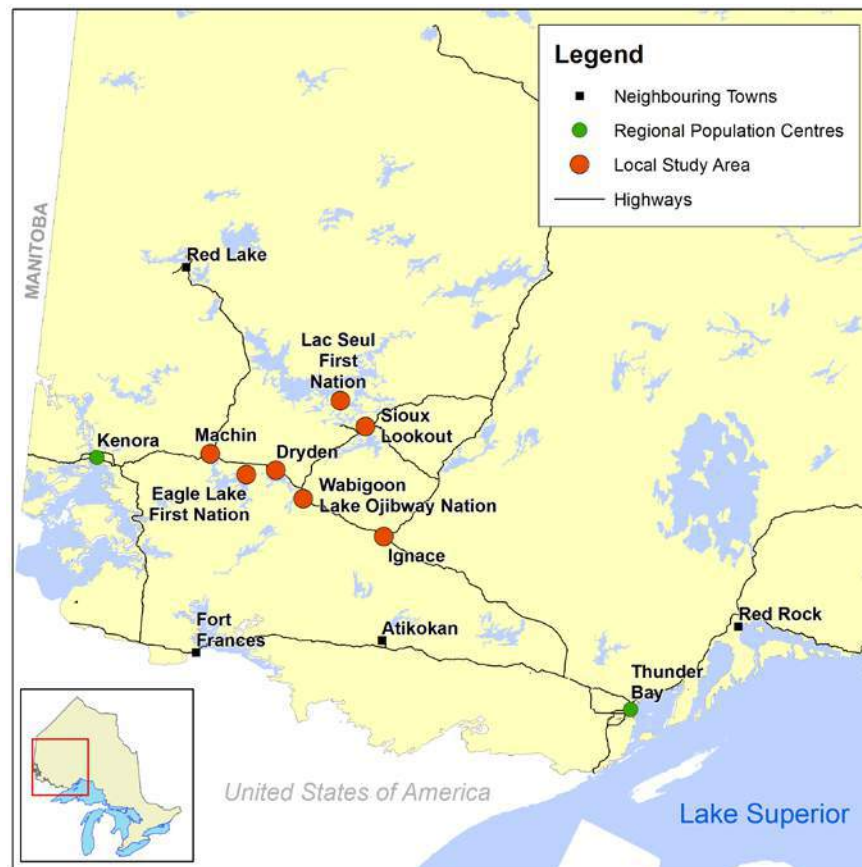 Legend
Neighbouring Towns
Regional Population Centres
Local Study Area
Highways
MANITOBA
Red Lake
Lac Seul
First
Nation
Sioux
Lookout
Kenora
Machin
Dryden
Eagle Lake
First Nation
Wabigoon
Lake Ojibway Nation
Ignace
Fort
Frances
Atikokan
Red Rock
Thunder
Bay
United States of America
Lake Superior